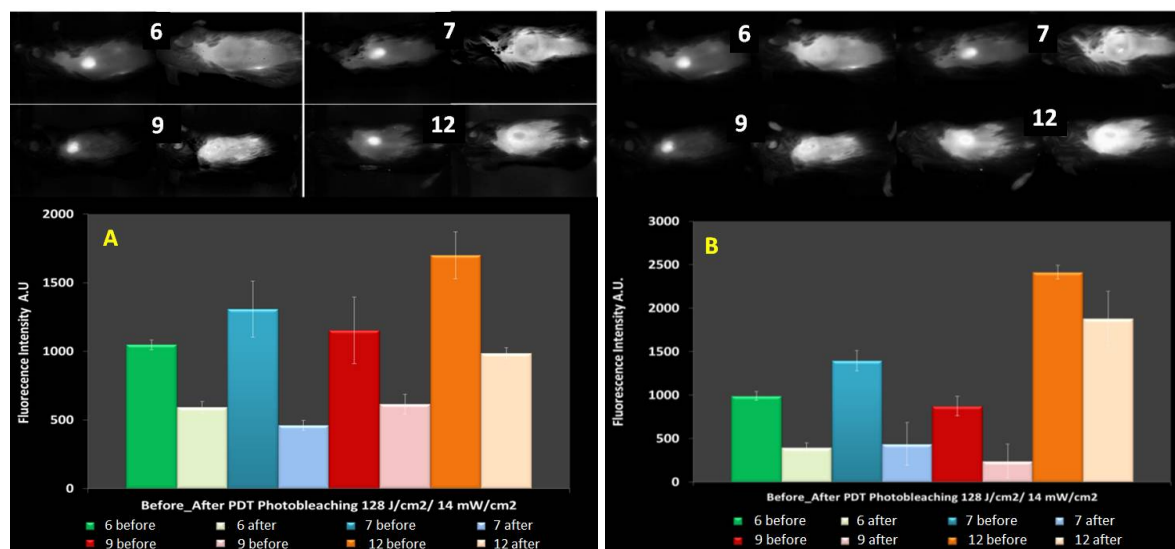 6
7
9
12
A
Fluorecence Intensity A.U
2000
1500
1000
500
0
Before_After PDT Photobleaching 128 J/cm2/ 14 mW/cm2
6 before 6 after 7 before 7 after
9 before 9 before 12 before 12 after
6
7
9
12
B
Fluorescence Intensity A.U.
3000
2500
2000
1500
1000
500
0
Before_After PDT Photobleaching 128 J/cm2/ 14 mW/cm2
6 before 6 after 7 before 7 after
9 before 9 after 12 before 12 after